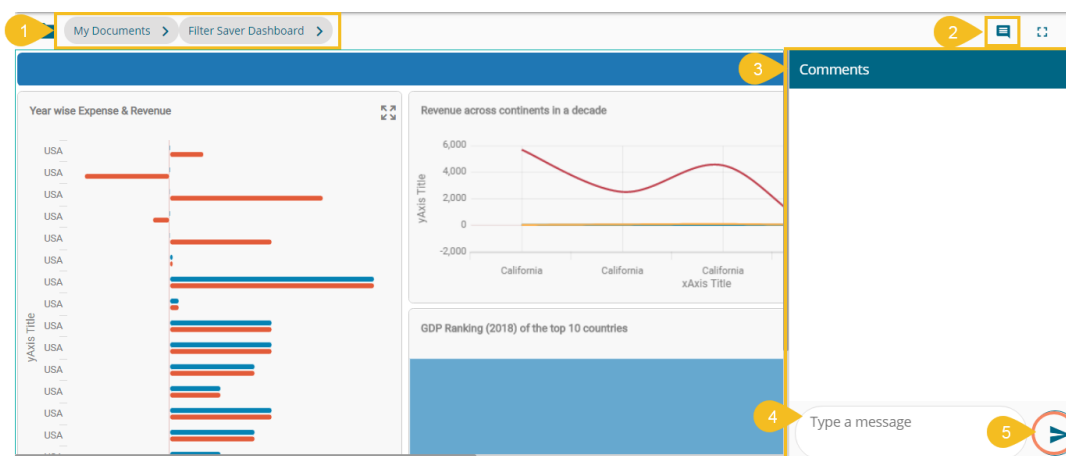 1
My Documents
Filter Saver Dashboard
2
3
Comments
Year wise Expense & Revenue
USA
USA
USA
USA
USA
USA
USA
USA
USA
USA
USA
USA
USA
USA
yAxis Title
Revenue across continents in a decade
6,000
4,000
2,000
0
-2,000
yAxis Title
California
California
California
xAxis Title
GDP Ranking (2018) of the top 10 countries
4
Type a message
5